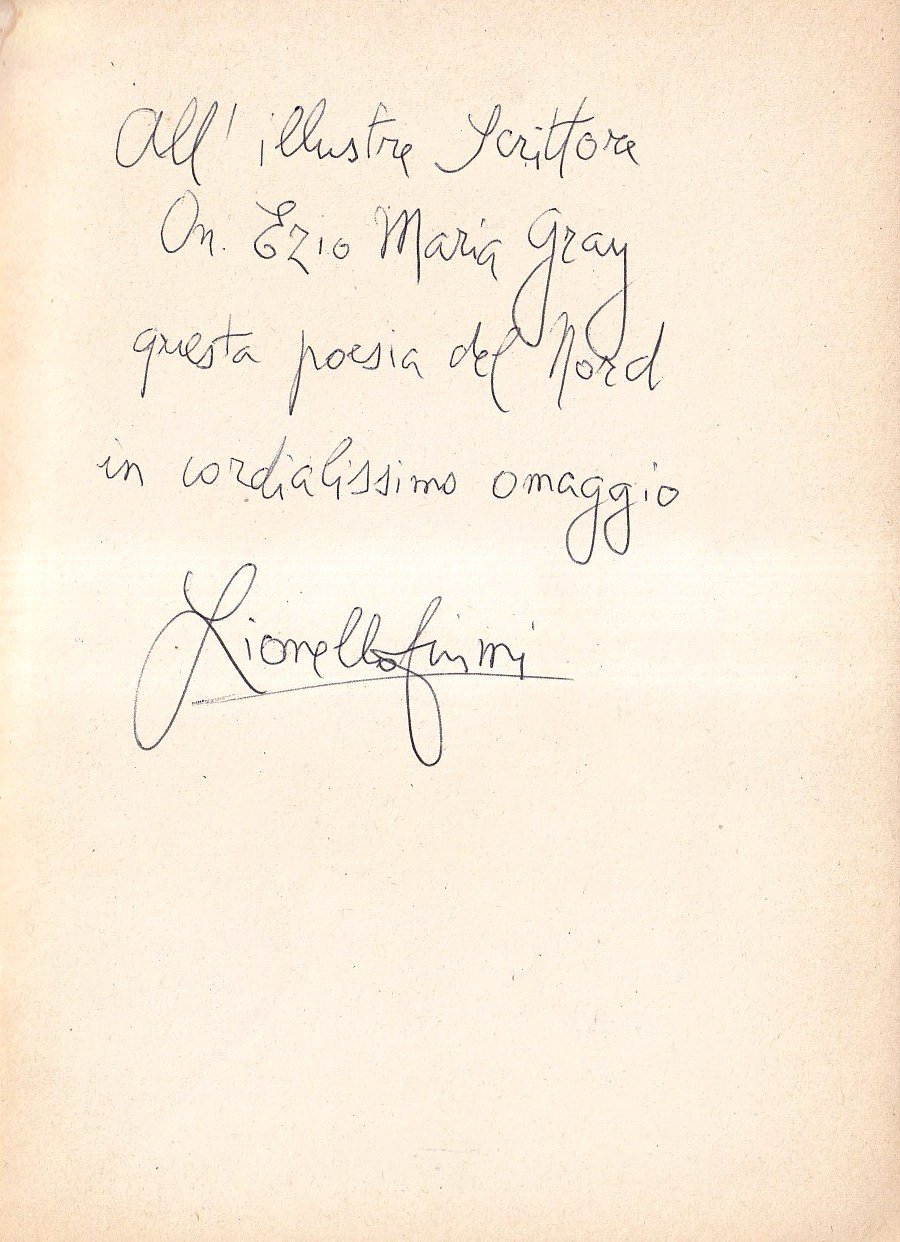 All' illustre Scrittore
On. Ezio Maria Gray
questa poesia del Nord
in cordialissimo omaggio
Lionello Fiumi